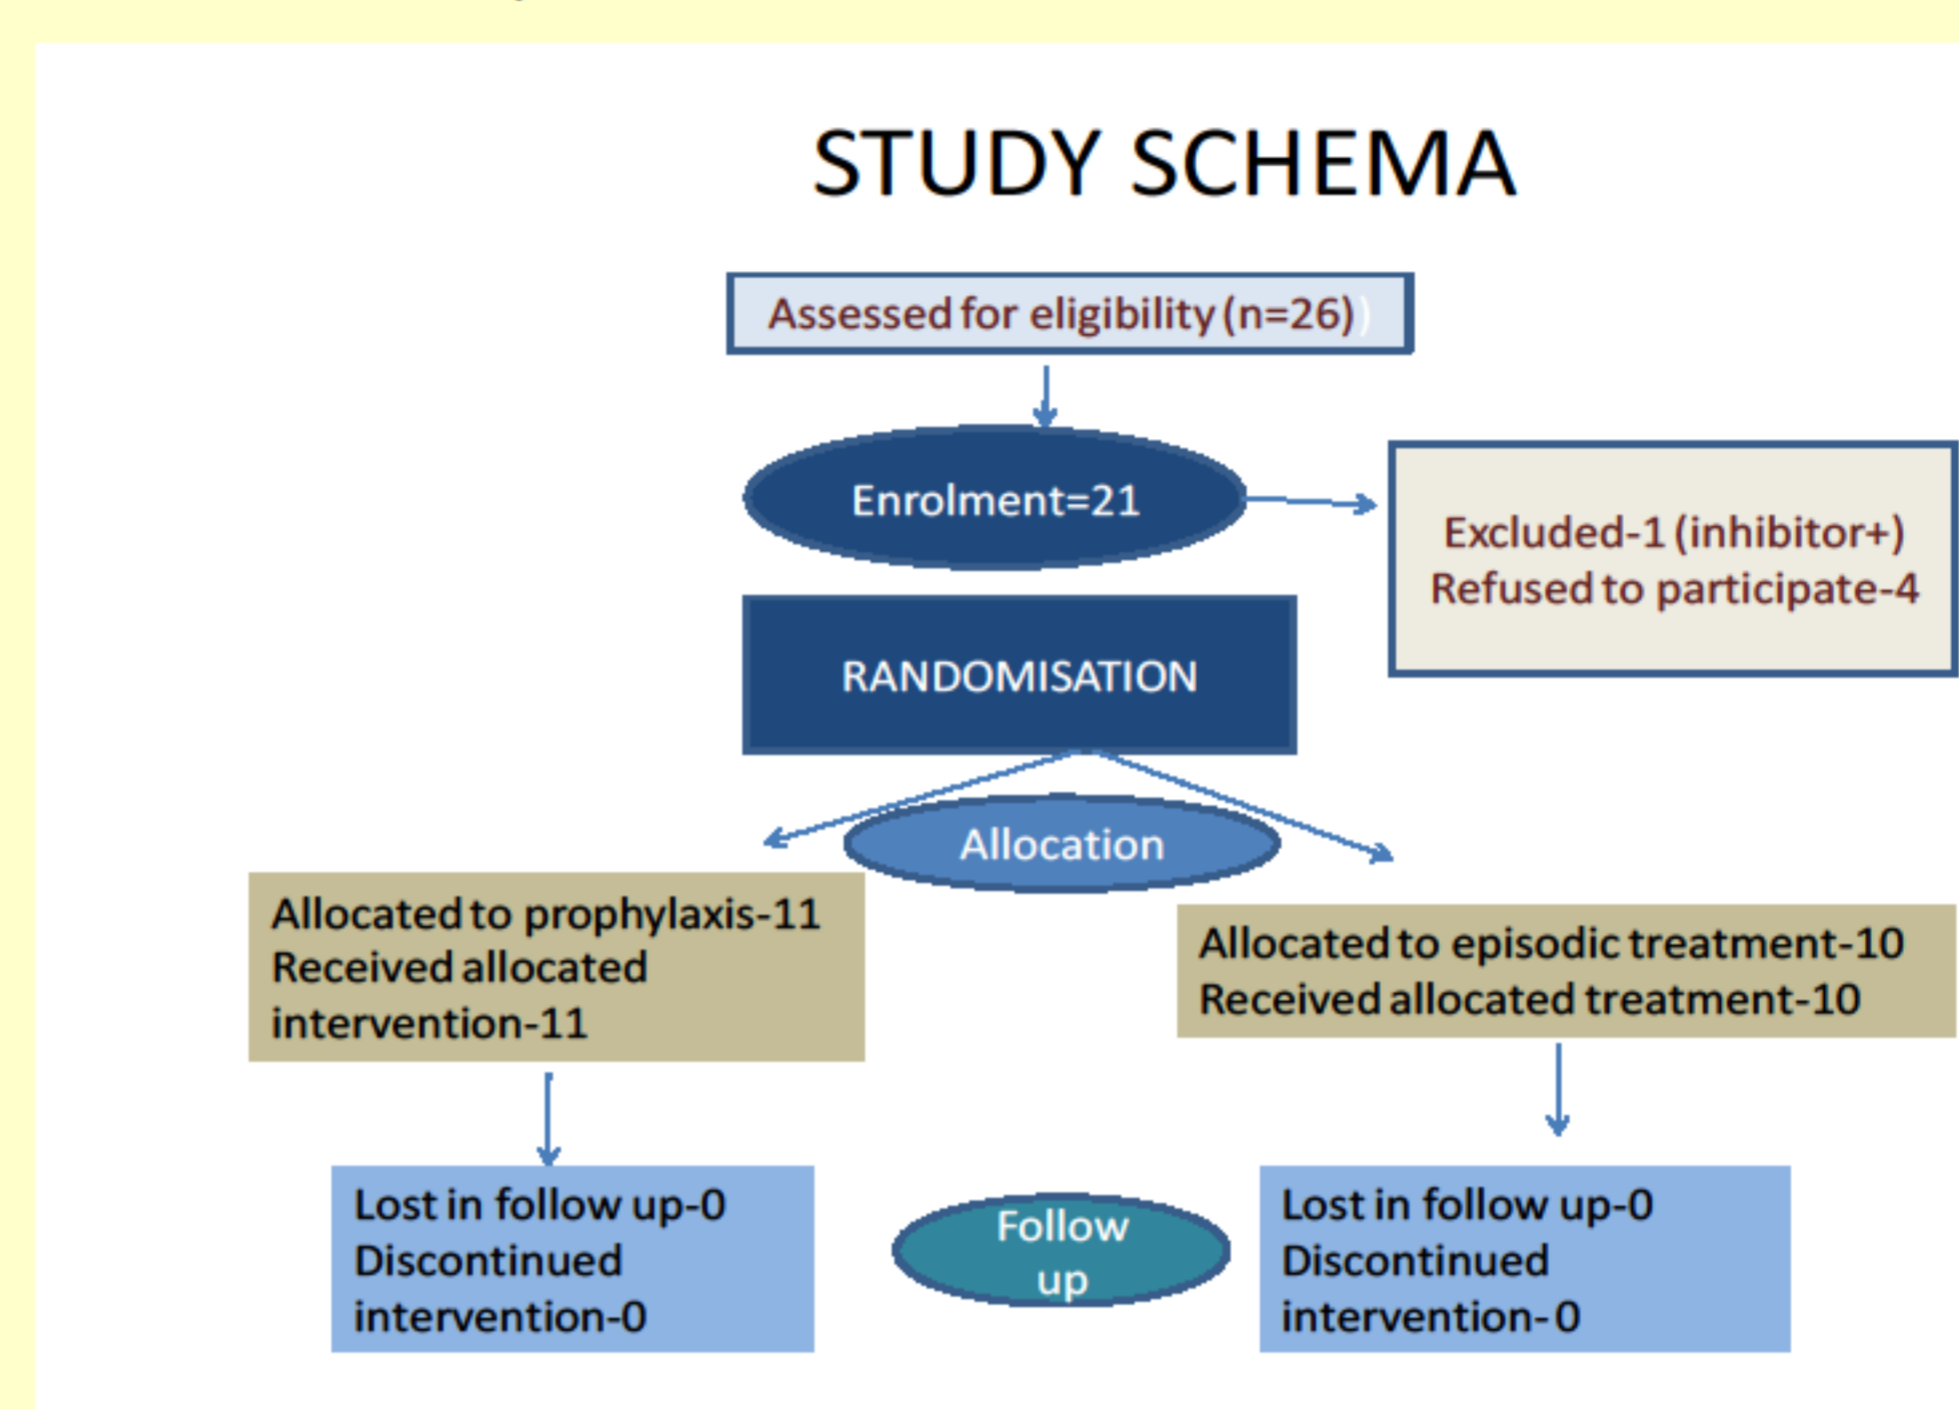 STUDY SCHEMA
Assessed for eligibility (n=26))
Enrolment=21
Excluded-1 (inhibitor+)
Refused to participate-4
RANDOMISATION
Allocation
Allocated to prophylaxis-11
Received allocated
intervention-11
Allocated to episodic treatment-10
Received allocated treatment-10
Lost in follow up-0
Discontinued
intervention-0
Follow
up
Lost in follow up-0
Discontinued
intervention- 0